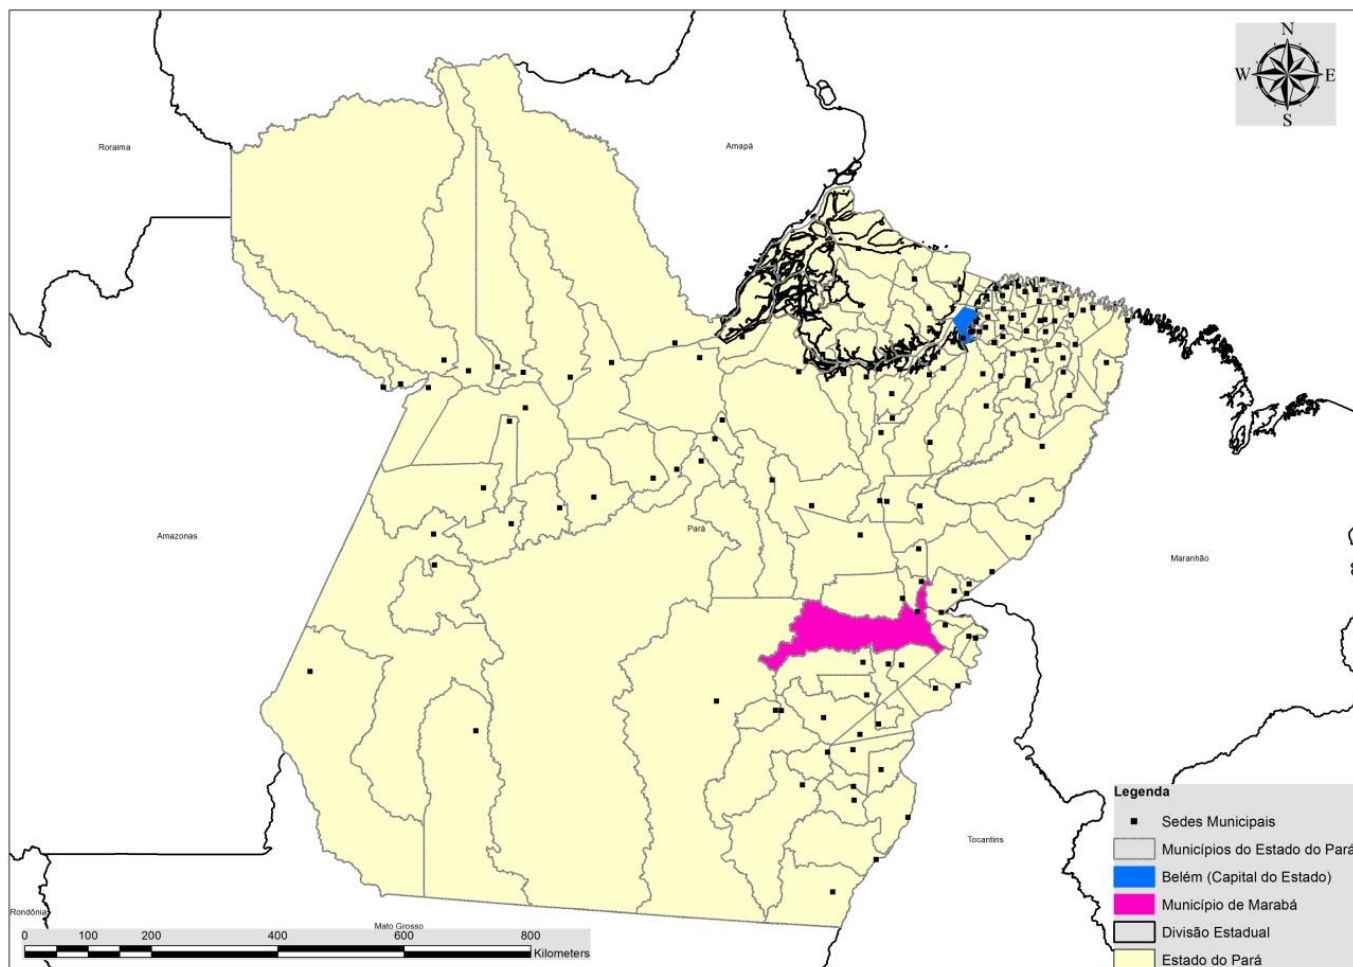 N
W E
S
Roraima
Amapá
Pará
Amazonas
Maranhão
Tocantins
Rondônia
Mato Grosso
0 100 200 400 600 800
Kilometers
Legenda
Sedes Municipais
Municípios do Estado do Pará
Belém (Capital do Estado)
Município de Marabá
Divisão Estadual
Estado do Pará